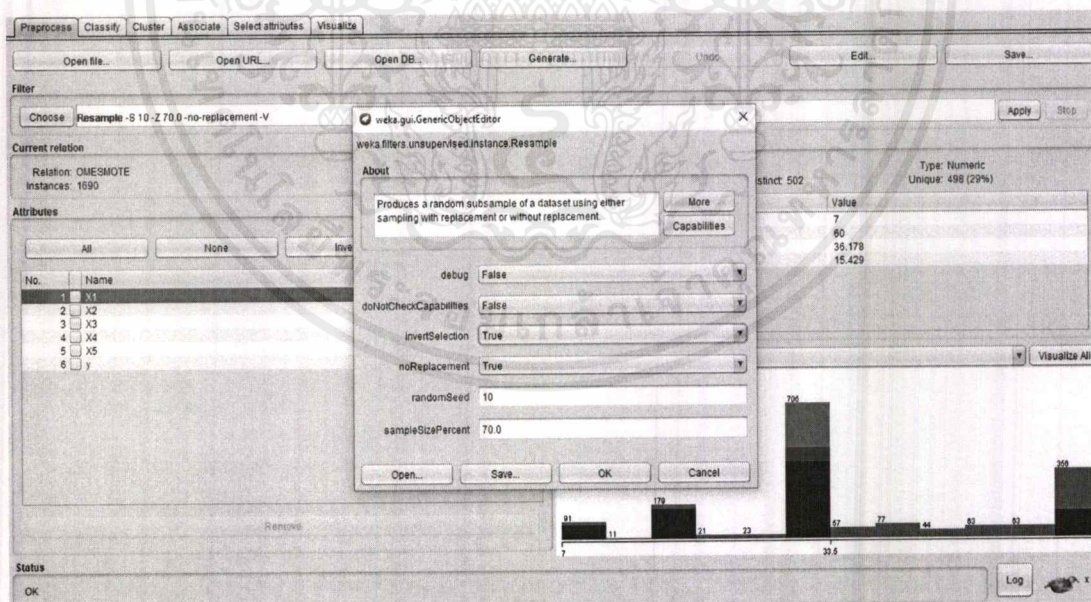 Preprocess Classify Cluster Associate Select attributes Visualize
Open file... Open URL... Open DB... Generate... Undo Edit... Save...
Filter
Choose Resample -S 10 -Z 70.0 -no-replacement -V Apply Stop
Current relation
Relation: OMESMOTE
Instances: 1690
Attributes
All None Inve
No. Name
1 X1
2 X2
3 X3
4 X4
5 X5
6 y
Remove
weka.gui.GenericObjectEditor
weka.filters.unsupervised.instance.Resample
About
Produces a random subsample of a dataset using either
sampling with replacement or without replacement.
More
Capabilities
debug False
doNotCheckCapabilities False
invertSelection True
noReplacement True
randomSeed 10
sampleSizePercent 70.0
Open... Save... OK Cancel
stinct: 502
Type: Numeric
Unique: 498 (29%)
Value
7
60
36.178
15.429
Visualize All
91 11 179 21 23 706 67 77 44 83 83 358
7 33.5
Status
OK
Log x